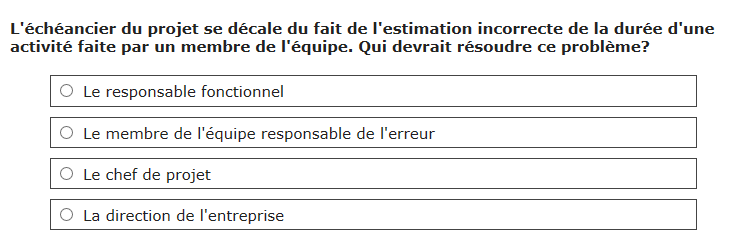 L'échéancier du projet se décale du fait de l'estimation incorrecte de la durée d'une
activité faite par un membre de l'équipe. Qui devrait résoudre ce problème?
Le responsable fonctionnel
Le membre de l'équipe responsable de l'erreur
Le chef de projet
La direction de l'entreprise